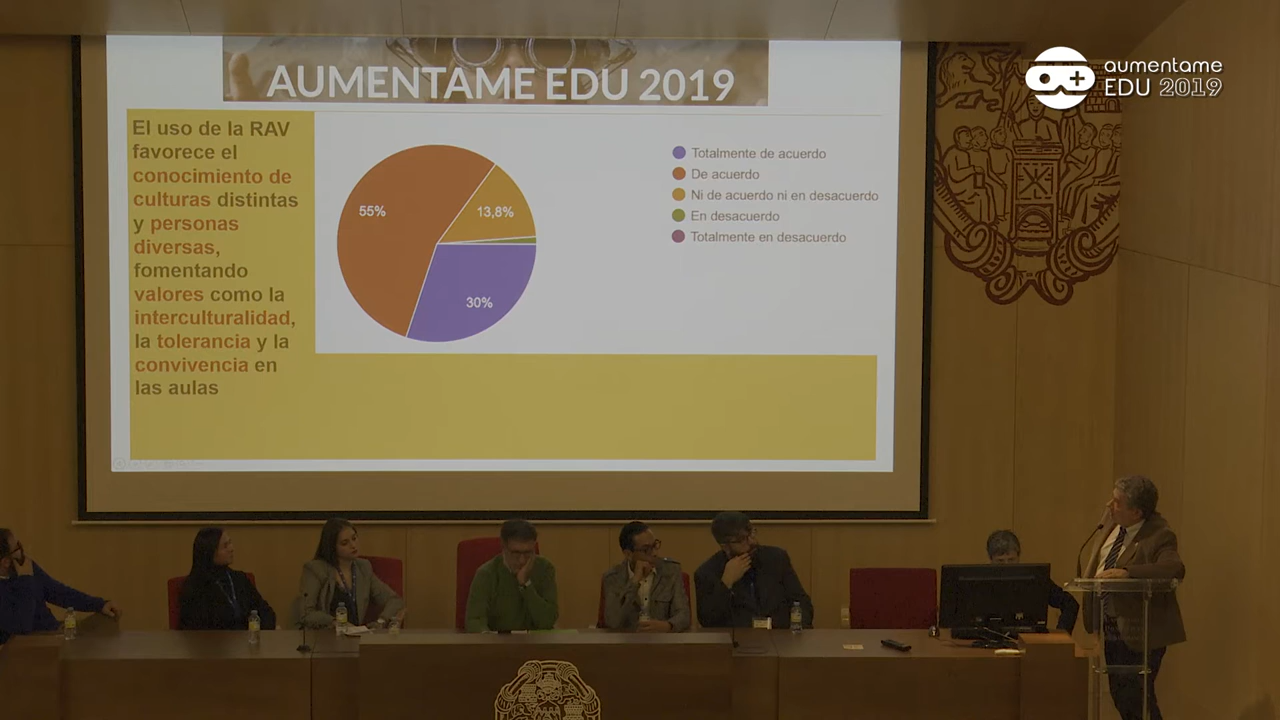 AUMENTAME EDU 2019
aumentame
EDU 2019
El uso de la RAV
favorece el
conocimiento de
culturas distintas
y personas
diversas,
fomentando
valores como la
interculturalidad,
la tolerancia y la
convivencia en
las aulas
55%
13,8%
30%
Totalmente de acuerdo
De acuerdo
Ni de acuerdo ni en desacuerdo
En desacuerdo
Totalmente en desacuerdo